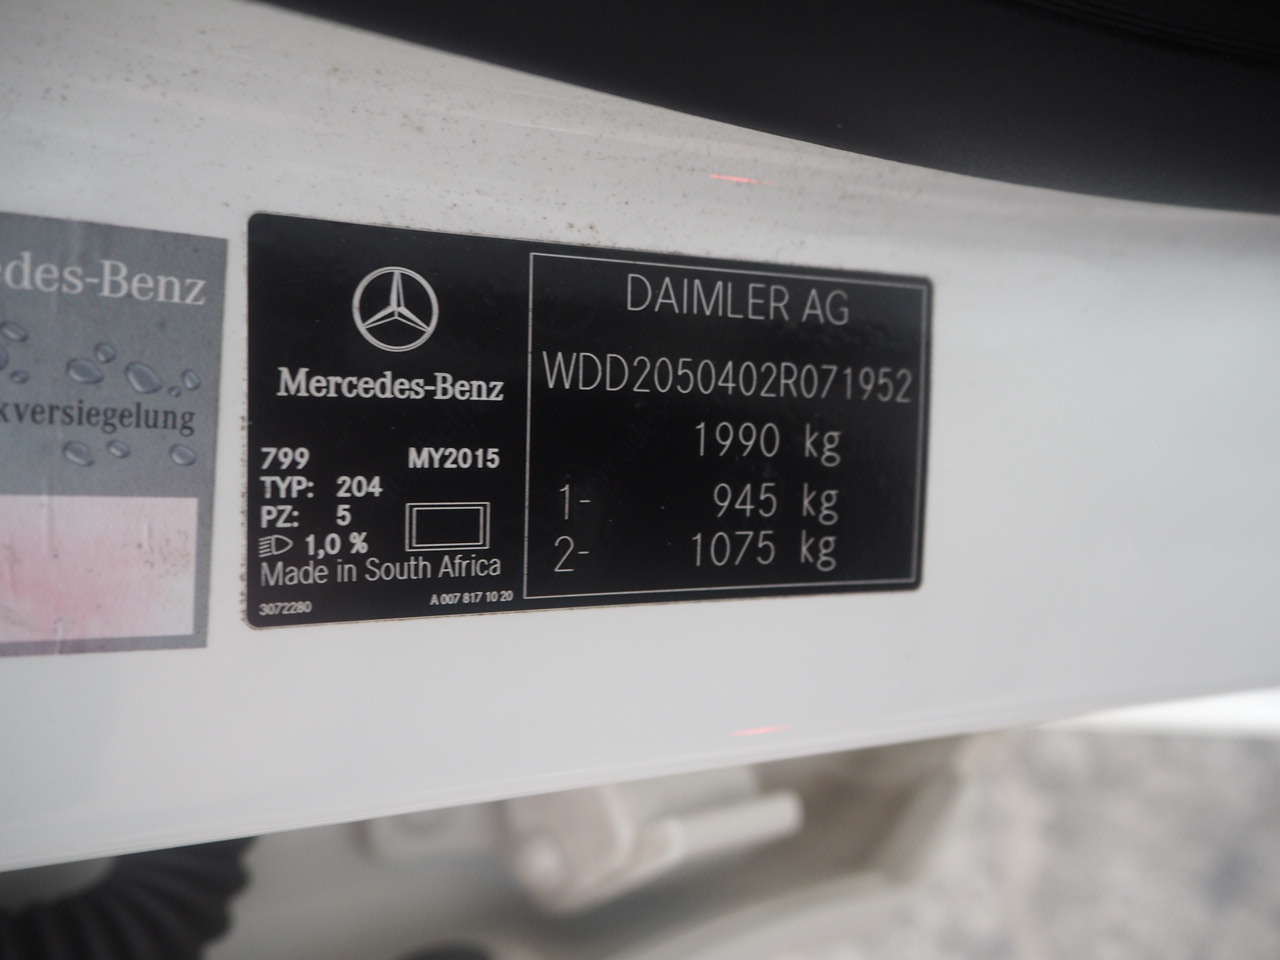 edes-Benz
kversiegelung
Mercedes-Benz
799 MY2015
TYP: 204
PZ: 5
1,0 %
Made in South Africa
3072280 A 007 817 10 20
DAIMLER AG
WDD2050402R071952
1990 kg
1- 945 kg
2- 1075 kg